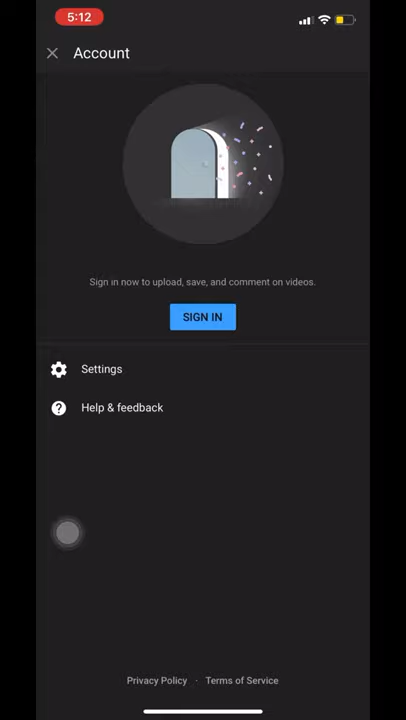 5:12
Account
Sign in now to upload, save, and comment on videos.
SIGN IN
Settings
Help & feedback
Privacy Policy · Terms of Service